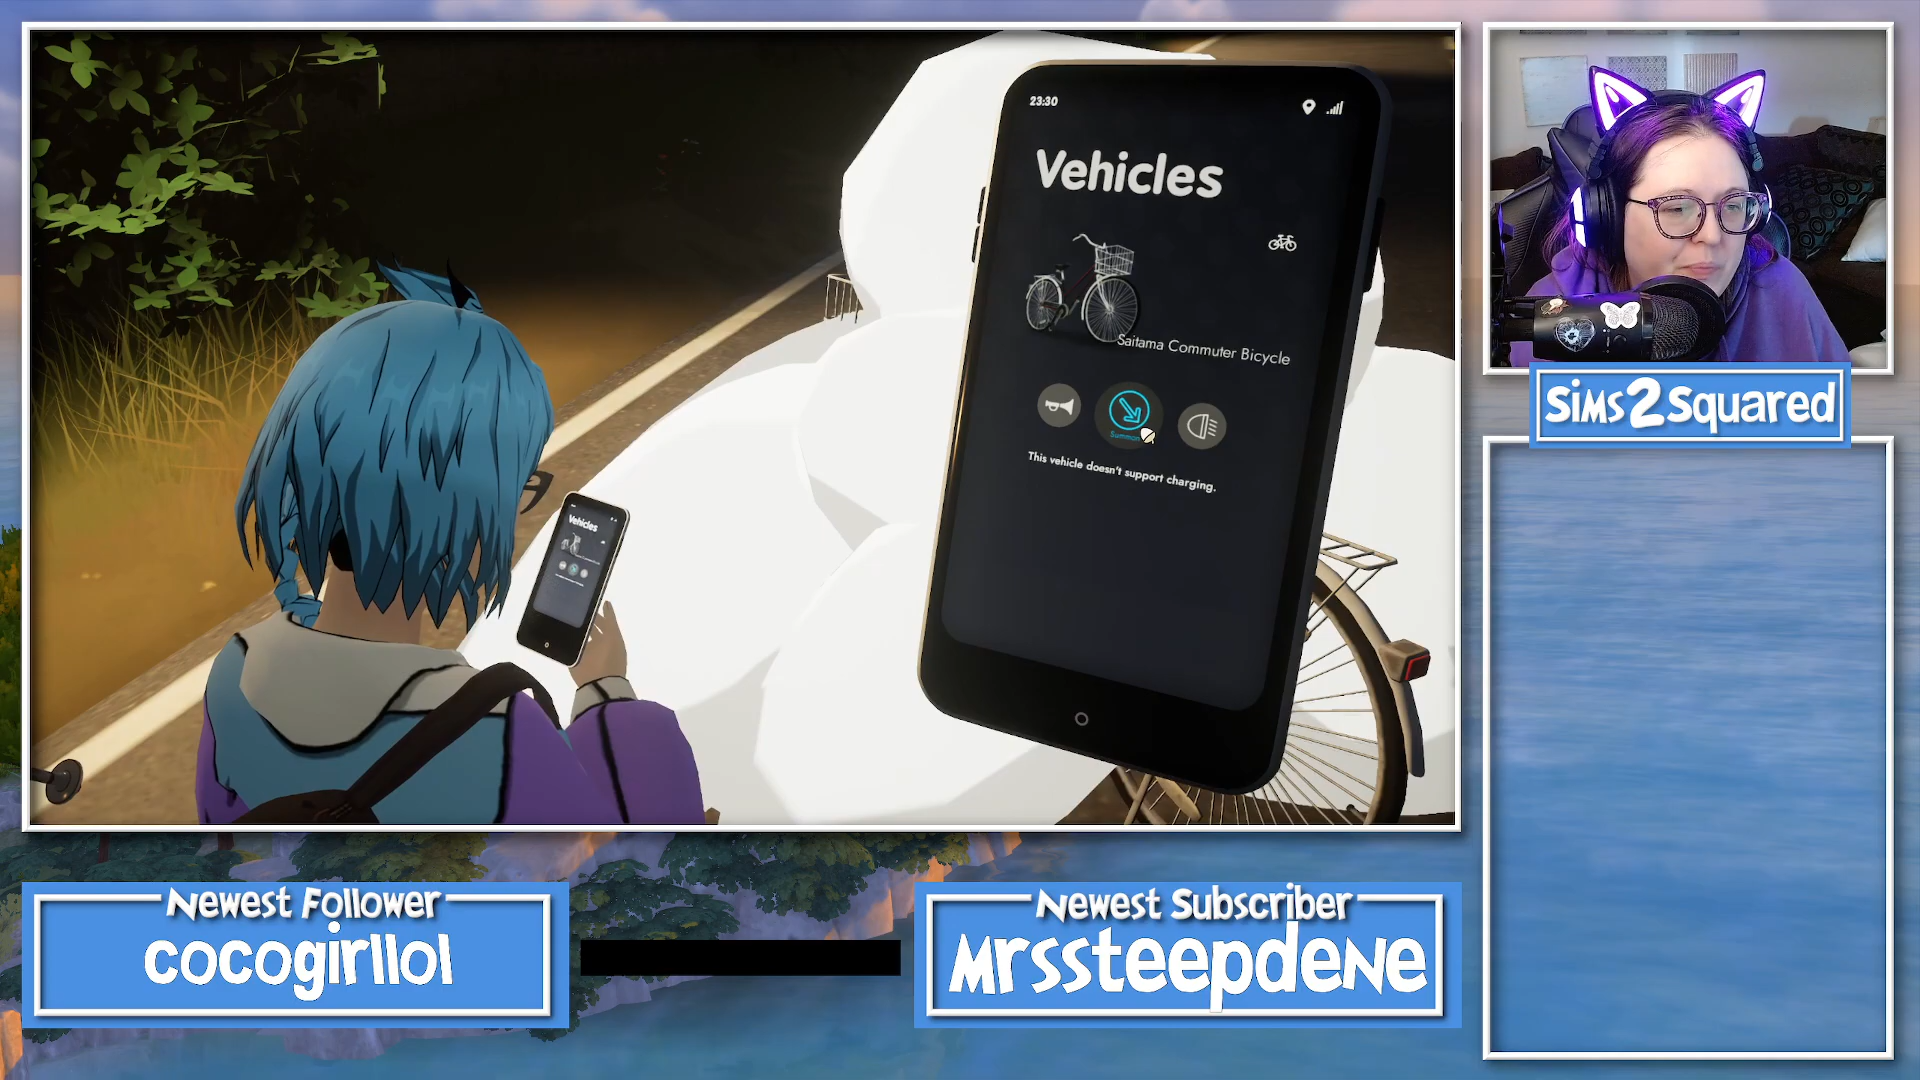 23:30
Vehicles
Saitama Commuter Bicycle
Summon
This vehicle doesn't support charging.
Vehicles
Sims2Squared
Newest Follower
cocogirllol
Newest Subscriber
Mrssteepdene